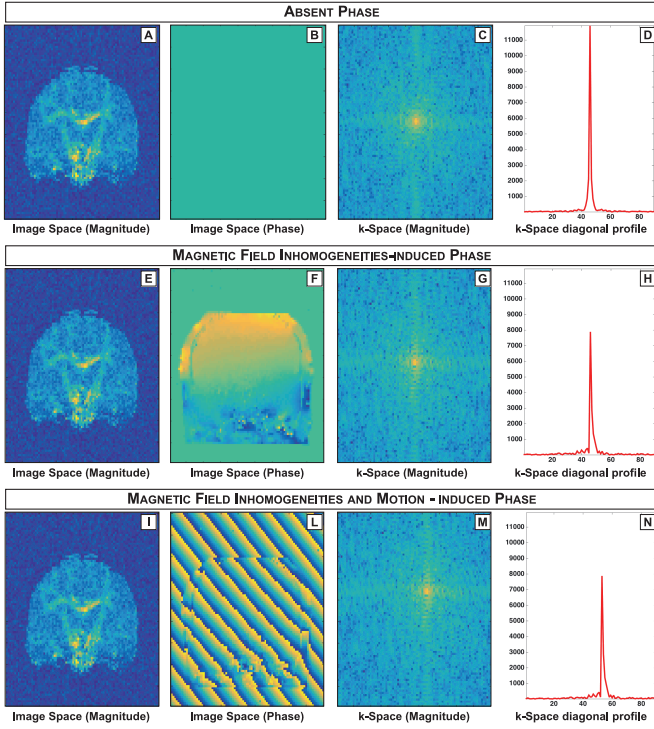 ABSENT PHASE
A
B
C
D
11000
10000
9000
8000
7000
6000
5000
4000
3000
2000
1000
0 20 40 60 80
Image Space (Magnitude) Image Space (Phase) k-Space (Magnitude) k-Space diagonal profile
MAGNETIC FIELD INHOMOGENEITIES-INDUCED PHASE
E
F
G
H
11000
10000
9000
8000
7000
6000
5000
4000
3000
2000
1000
0 20 40 60 80
Image Space (Magnitude) Image Space (Phase) k-Space (Magnitude) k-Space diagonal profile
MAGNETIC FIELD INHOMOGENEITIES AND MOTION - INDUCED PHASE
I
L
M
N
11000
10000
9000
8000
7000
6000
5000
4000
3000
2000
1000
0 20 40 60 80
Image Space (Magnitude) Image Space (Phase) k-Space (Magnitude) k-Space diagonal profile